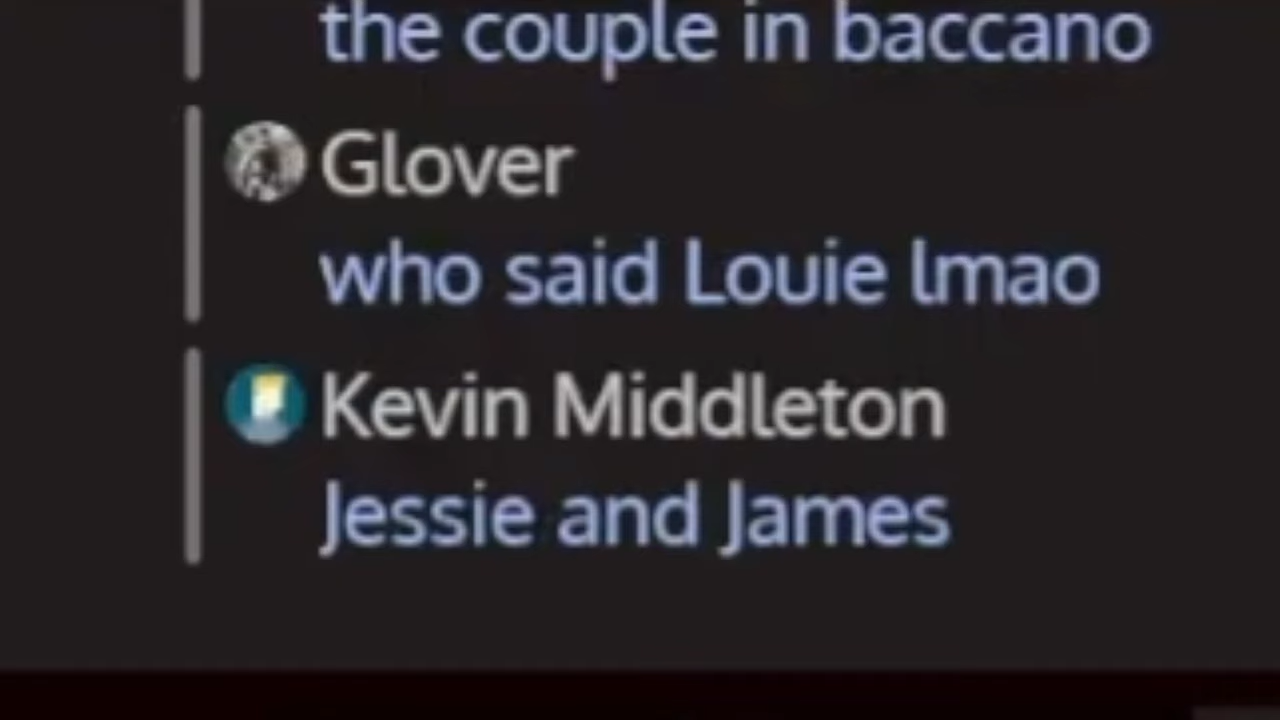 the couple in baccano
Glover
who said Louie lmao
Kevin Middleton
Jessie and James